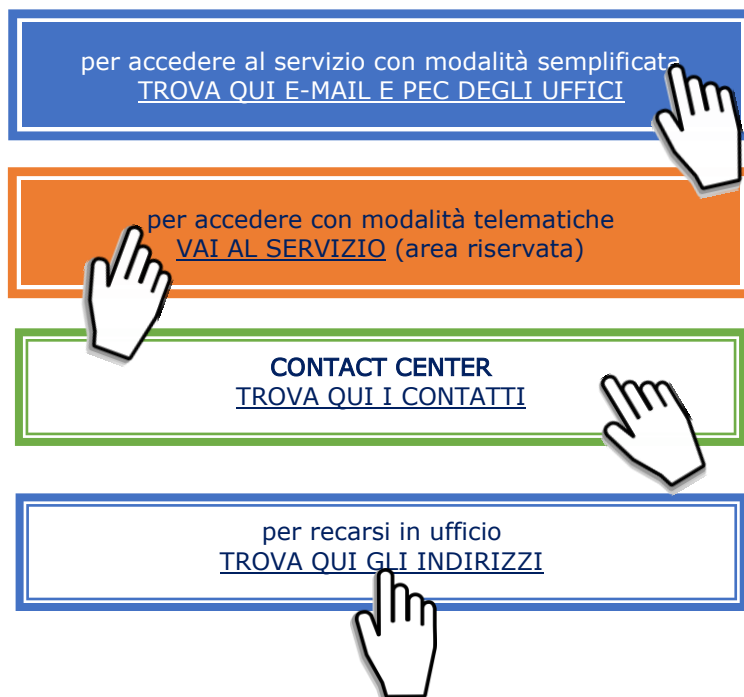 per accedere al servizio con modalità semplificata
TROVA QUI E-MAIL E PEC DEGLI UFFICI
per accedere con modalità telematiche
VAI AL SERVIZIO (area riservata)
CONTACT CENTER
TROVA QUI I CONTATTI
per recarsi in ufficio
TROVA QUI GLI INDIRIZZI